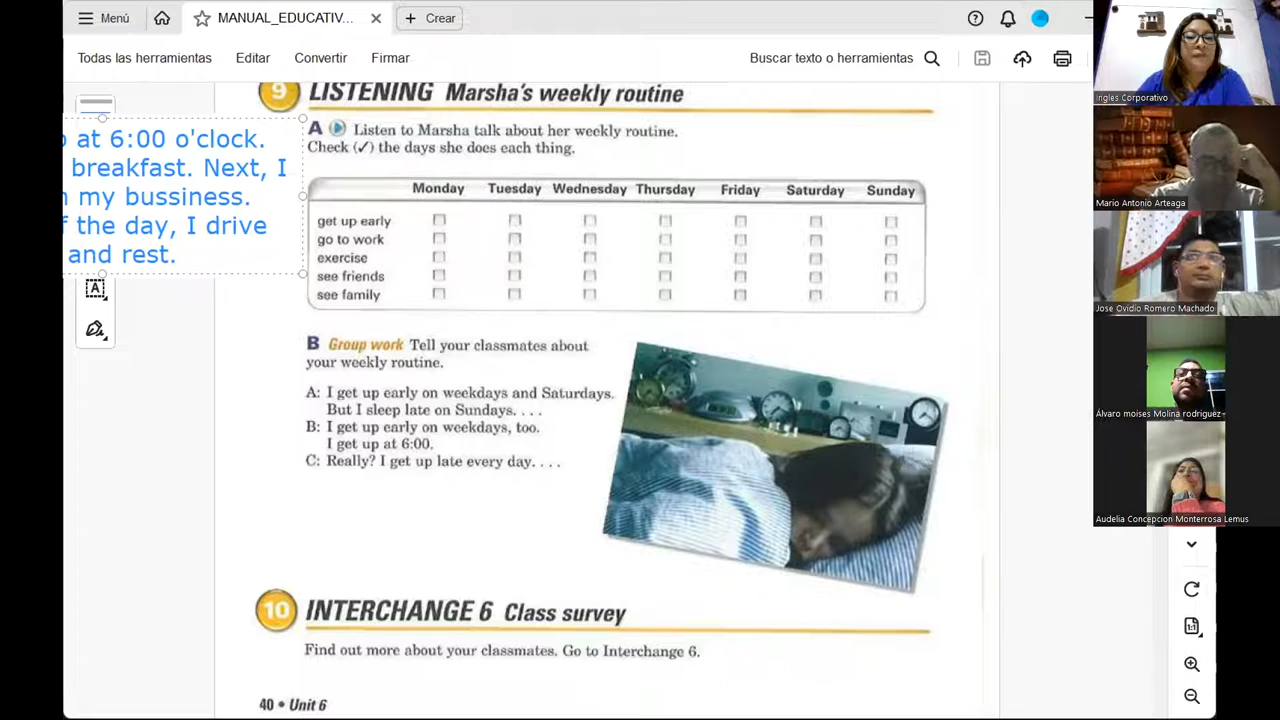 Menú
MANUAL_EDUCATIV...
Crear
Todas las herramientas
Editar
Convertir
Firmar
Buscar texto o herramientas
9 LISTENING Marsha's weekly routine
A Listen to Marsha talk about her weekly routine.
Check (✓) the days she does each thing.
Monday Tuesday Wednesday Thursday Friday Saturday Sunday
get up early
go to work
exercise
see friends
see family
at 6:00 o'clock.
breakfast. Next, I
my bussiness.
the day, I drive
and rest.
B Group work Tell your classmates about
your weekly routine.
A: I get up early on weekdays and Saturdays.
But I sleep late on Sundays. . . .
B: I get up early on weekdays, too.
I get up at 6:00.
C: Really? I get up late every day. . . .
10 INTERCHANGE 6 Class survey
Find out more about your classmates. Go to Interchange 6.
40 • Unit 6
Ingles Corporativo
Mario Antonio Arteaga
Jose Ovidio Romero Machado
Álvaro moises Molina rodriguez
Audelia Concepcion Monterrosa Lemus